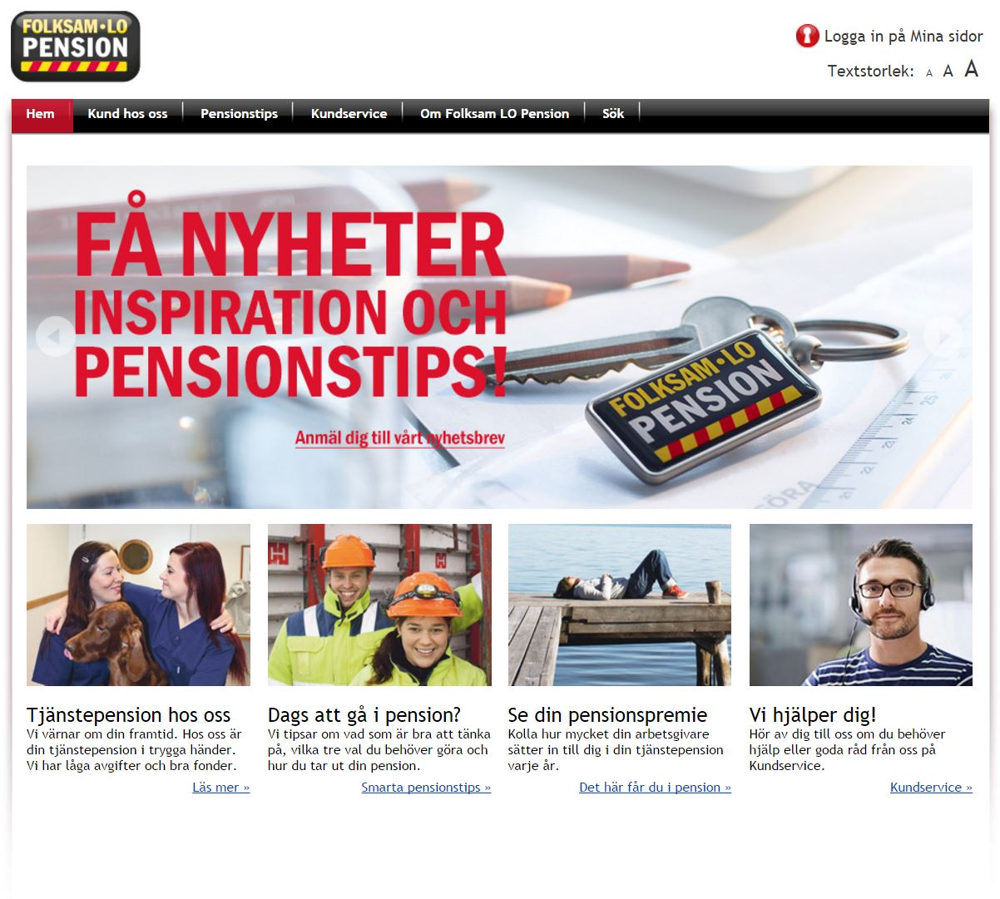 FOLKSAM•LO
PENSION
Logga in på Mina sidor
Textstorlek: A A A
Hem
Kund hos oss
Pensionstips
Kundservice
Om Folksam LO Pension
Sök
FÅ NYHETER
INSPIRATION OCH
PENSIONSTIPS!
Anmäl dig till vårt nyhetsbrev
FOLKSAM•LO
PENSION
Tjänstepension hos oss
Vi värnar om din framtid. Hos oss är
din tjänstepension i trygga händer.
Vi har låga avgifter och bra fonder.
Läs mer »
Dags att gå i pension?
Vi tipsar om vad som är bra att tänka
på, vilka tre val du behöver göra och
hur du tar ut din pension.
Smarta pensionstips »
Se din pensionspremie
Kolla hur mycket din arbetsgivare
sätter in till dig i din tjänstepension
varje år.
Det här får du i pension »
Vi hjälper dig!
Hör av dig till oss om du behöver
hjälp eller goda råd från oss på
Kundservice.
Kundservice »